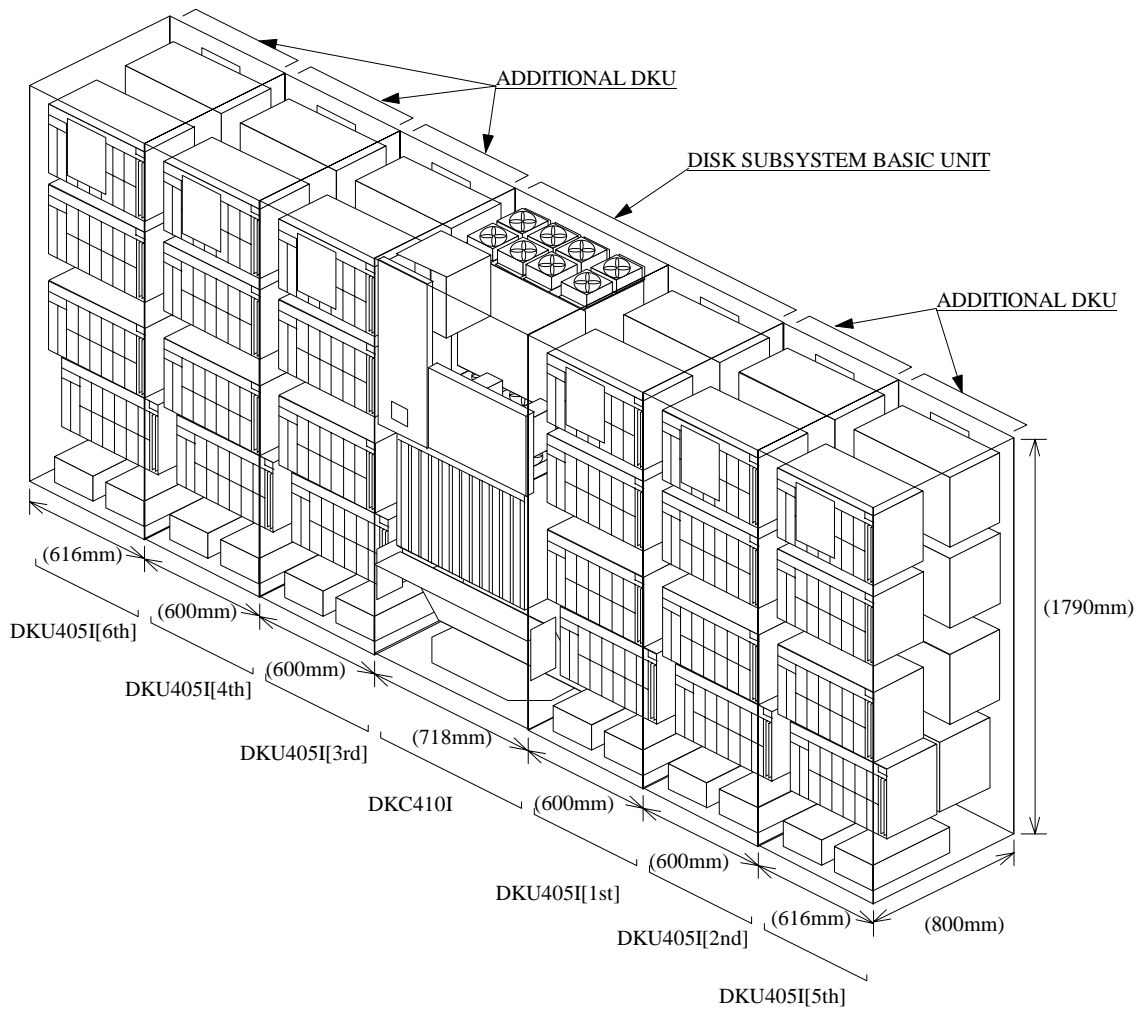 ADDITIONAL DKU
DISK SUBSYSTEM BASIC UNIT
ADDITIONAL DKU
(616mm)
(600mm)
(600mm)
(718mm)
(600mm)
(600mm)
(616mm)
(800mm)
(1790mm)
DKU405I[6th]
DKU405I[4th]
DKU405I[3rd]
DKC410I
DKU405I[1st]
DKU405I[2nd]
DKU405I[5th]